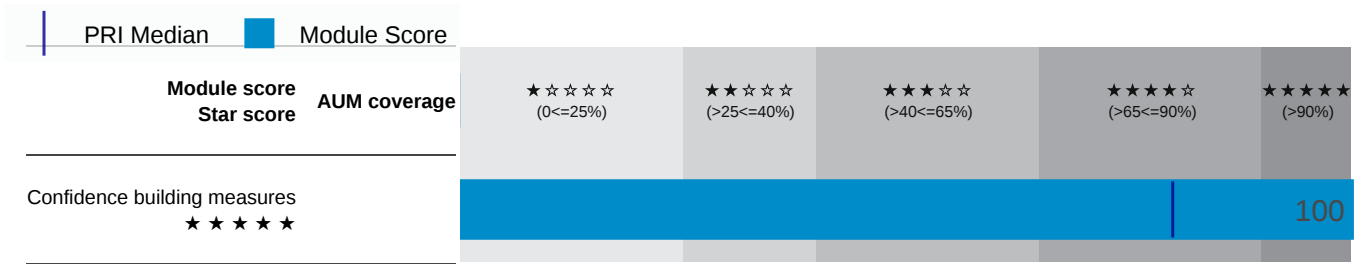 PRI Median Module Score
Module score
Star score
AUM coverage
★☆☆☆☆
(0<=25%)
★★☆☆☆
(>25<=40%)
★★★☆☆
(>40<=65%)
★★★★☆
(>65<=90%)
★★★★★
(>90%)
Confidence building measures
★★★★★
100